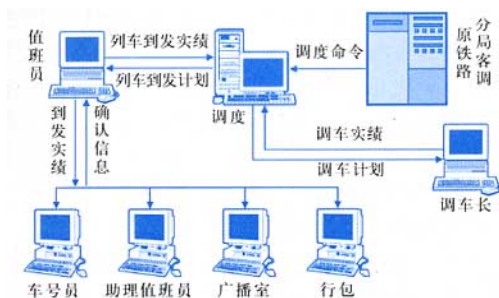 值班员
列车到发实绩
列车到发计划
调度
调度命令
原铁路
分局客调
到发实绩
确认信息
调车实绩
调车计划
调车长
车号员
助理值班员
广播室
行包